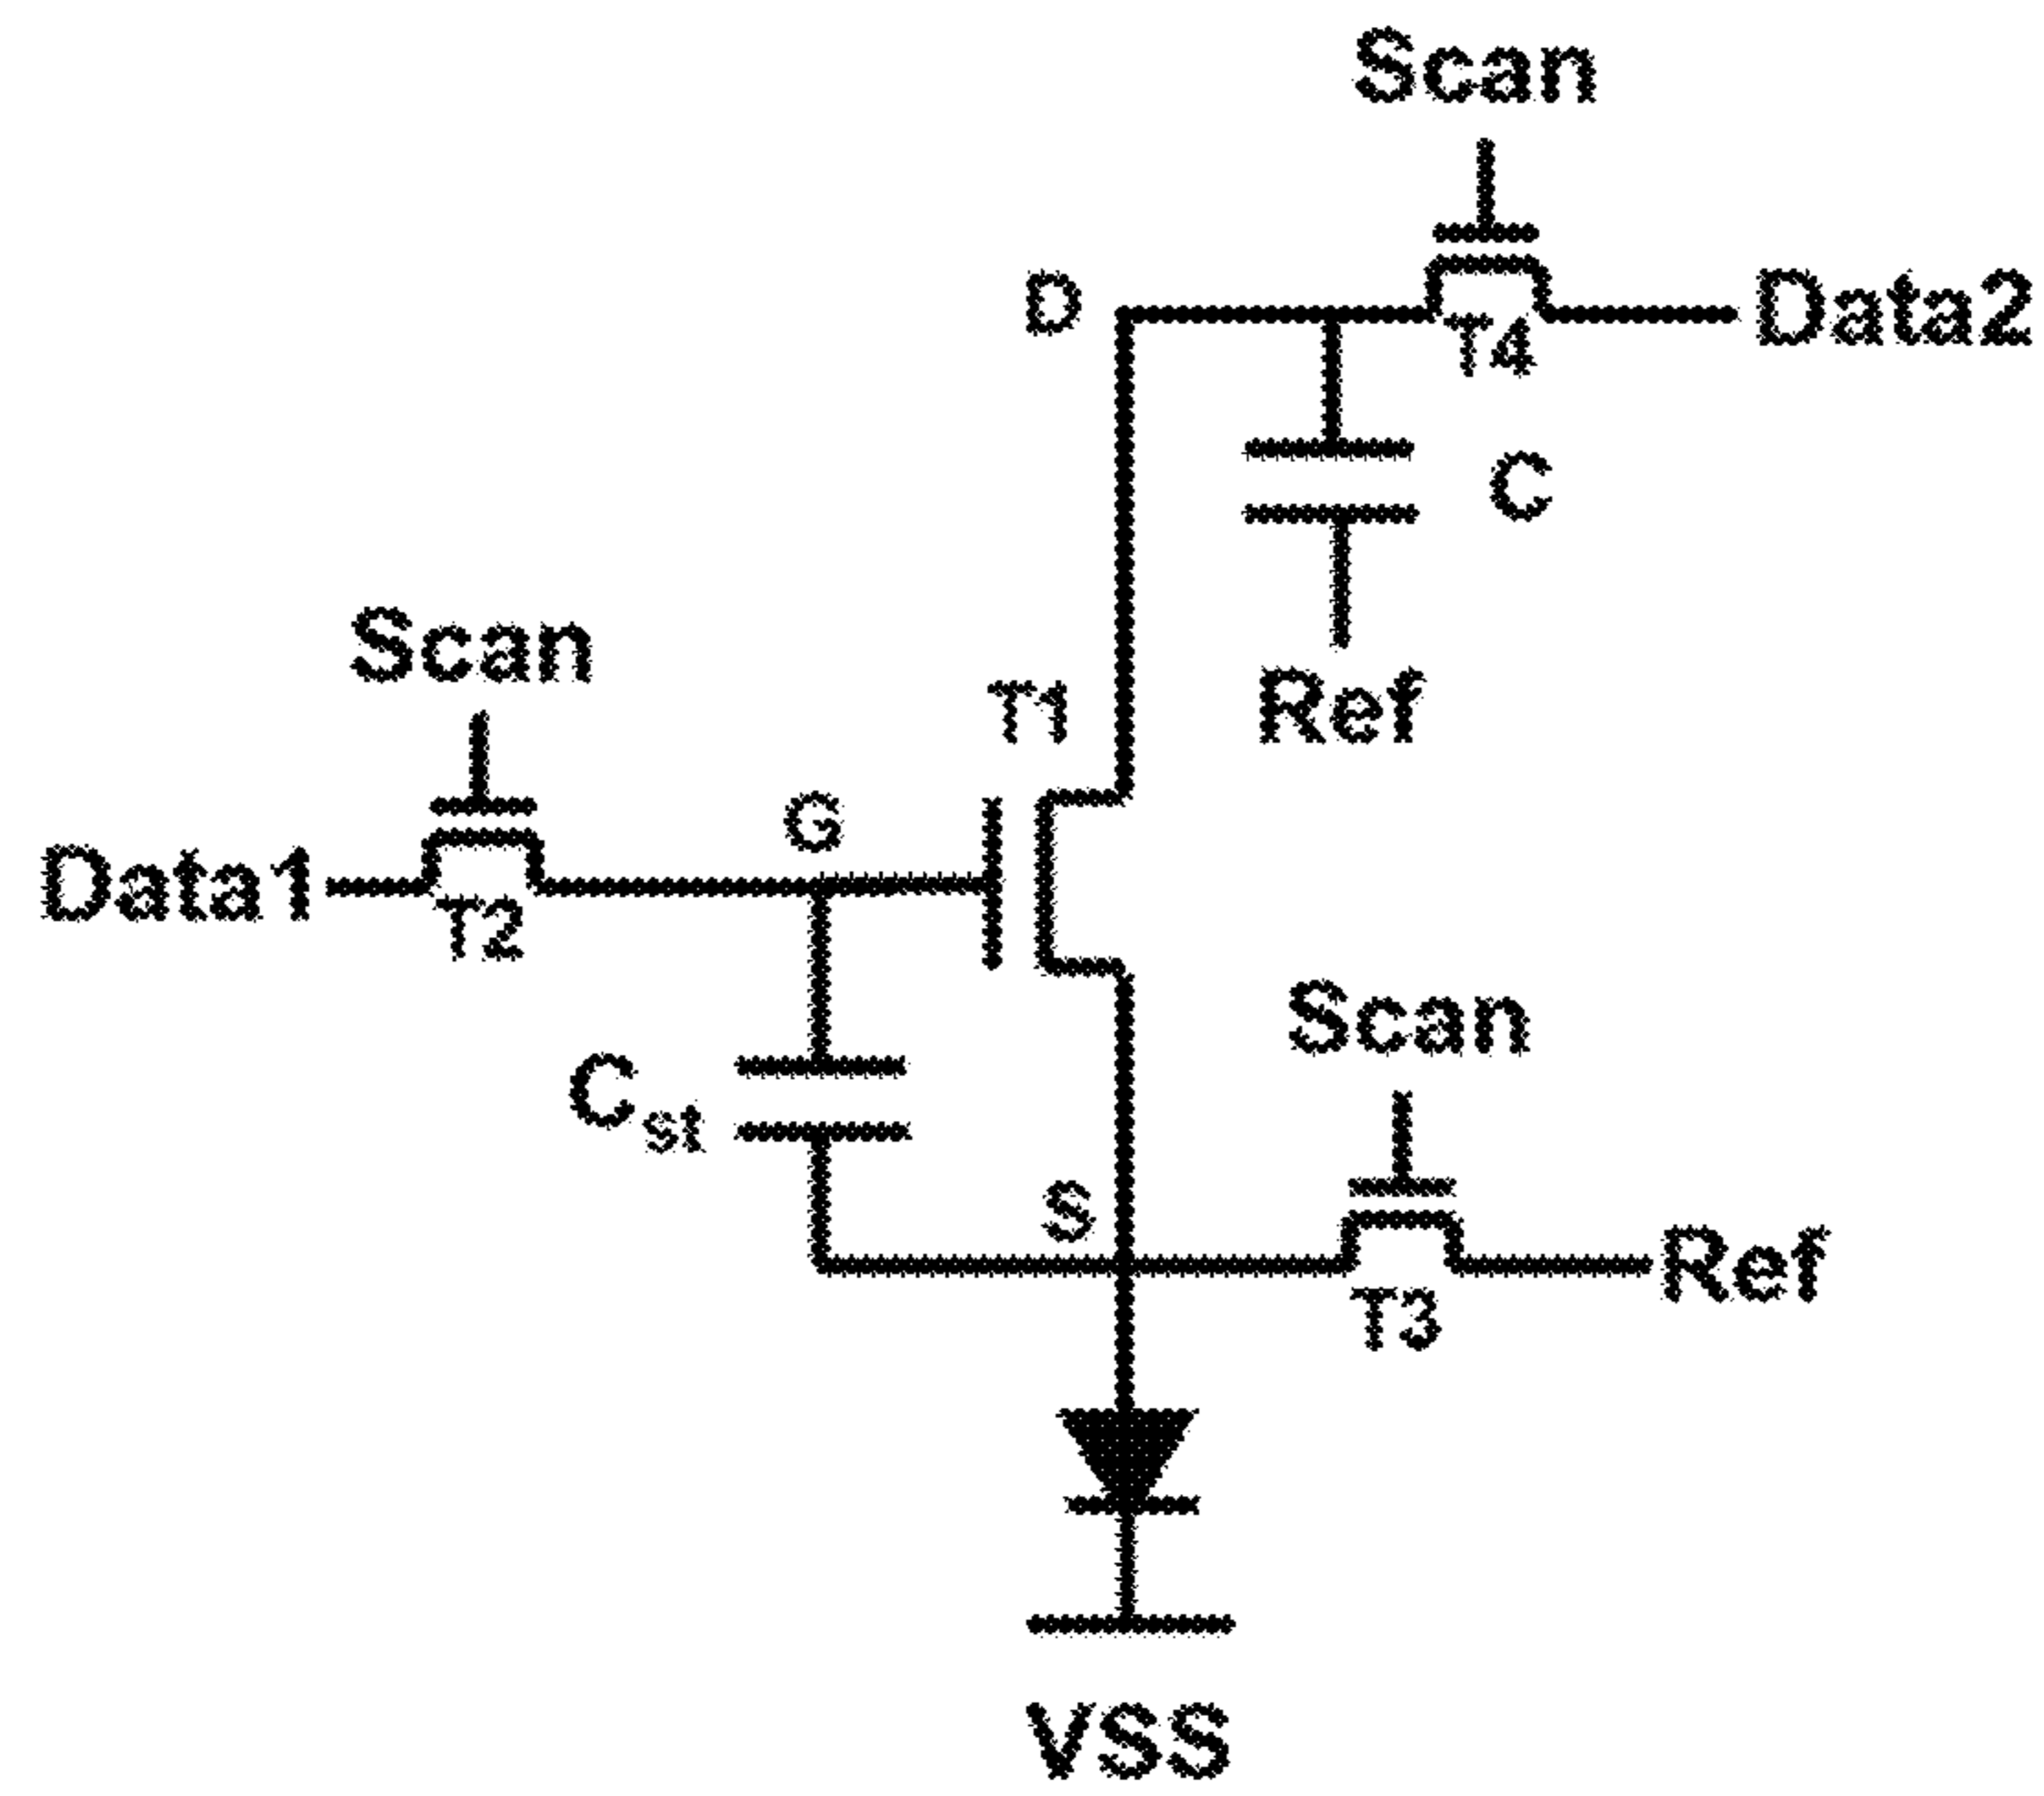 Scan
D
T4
Data2
C
Scan
T1
Ref
G
Data1
T2
Scan
Cst
S
Ref
T3
VSS